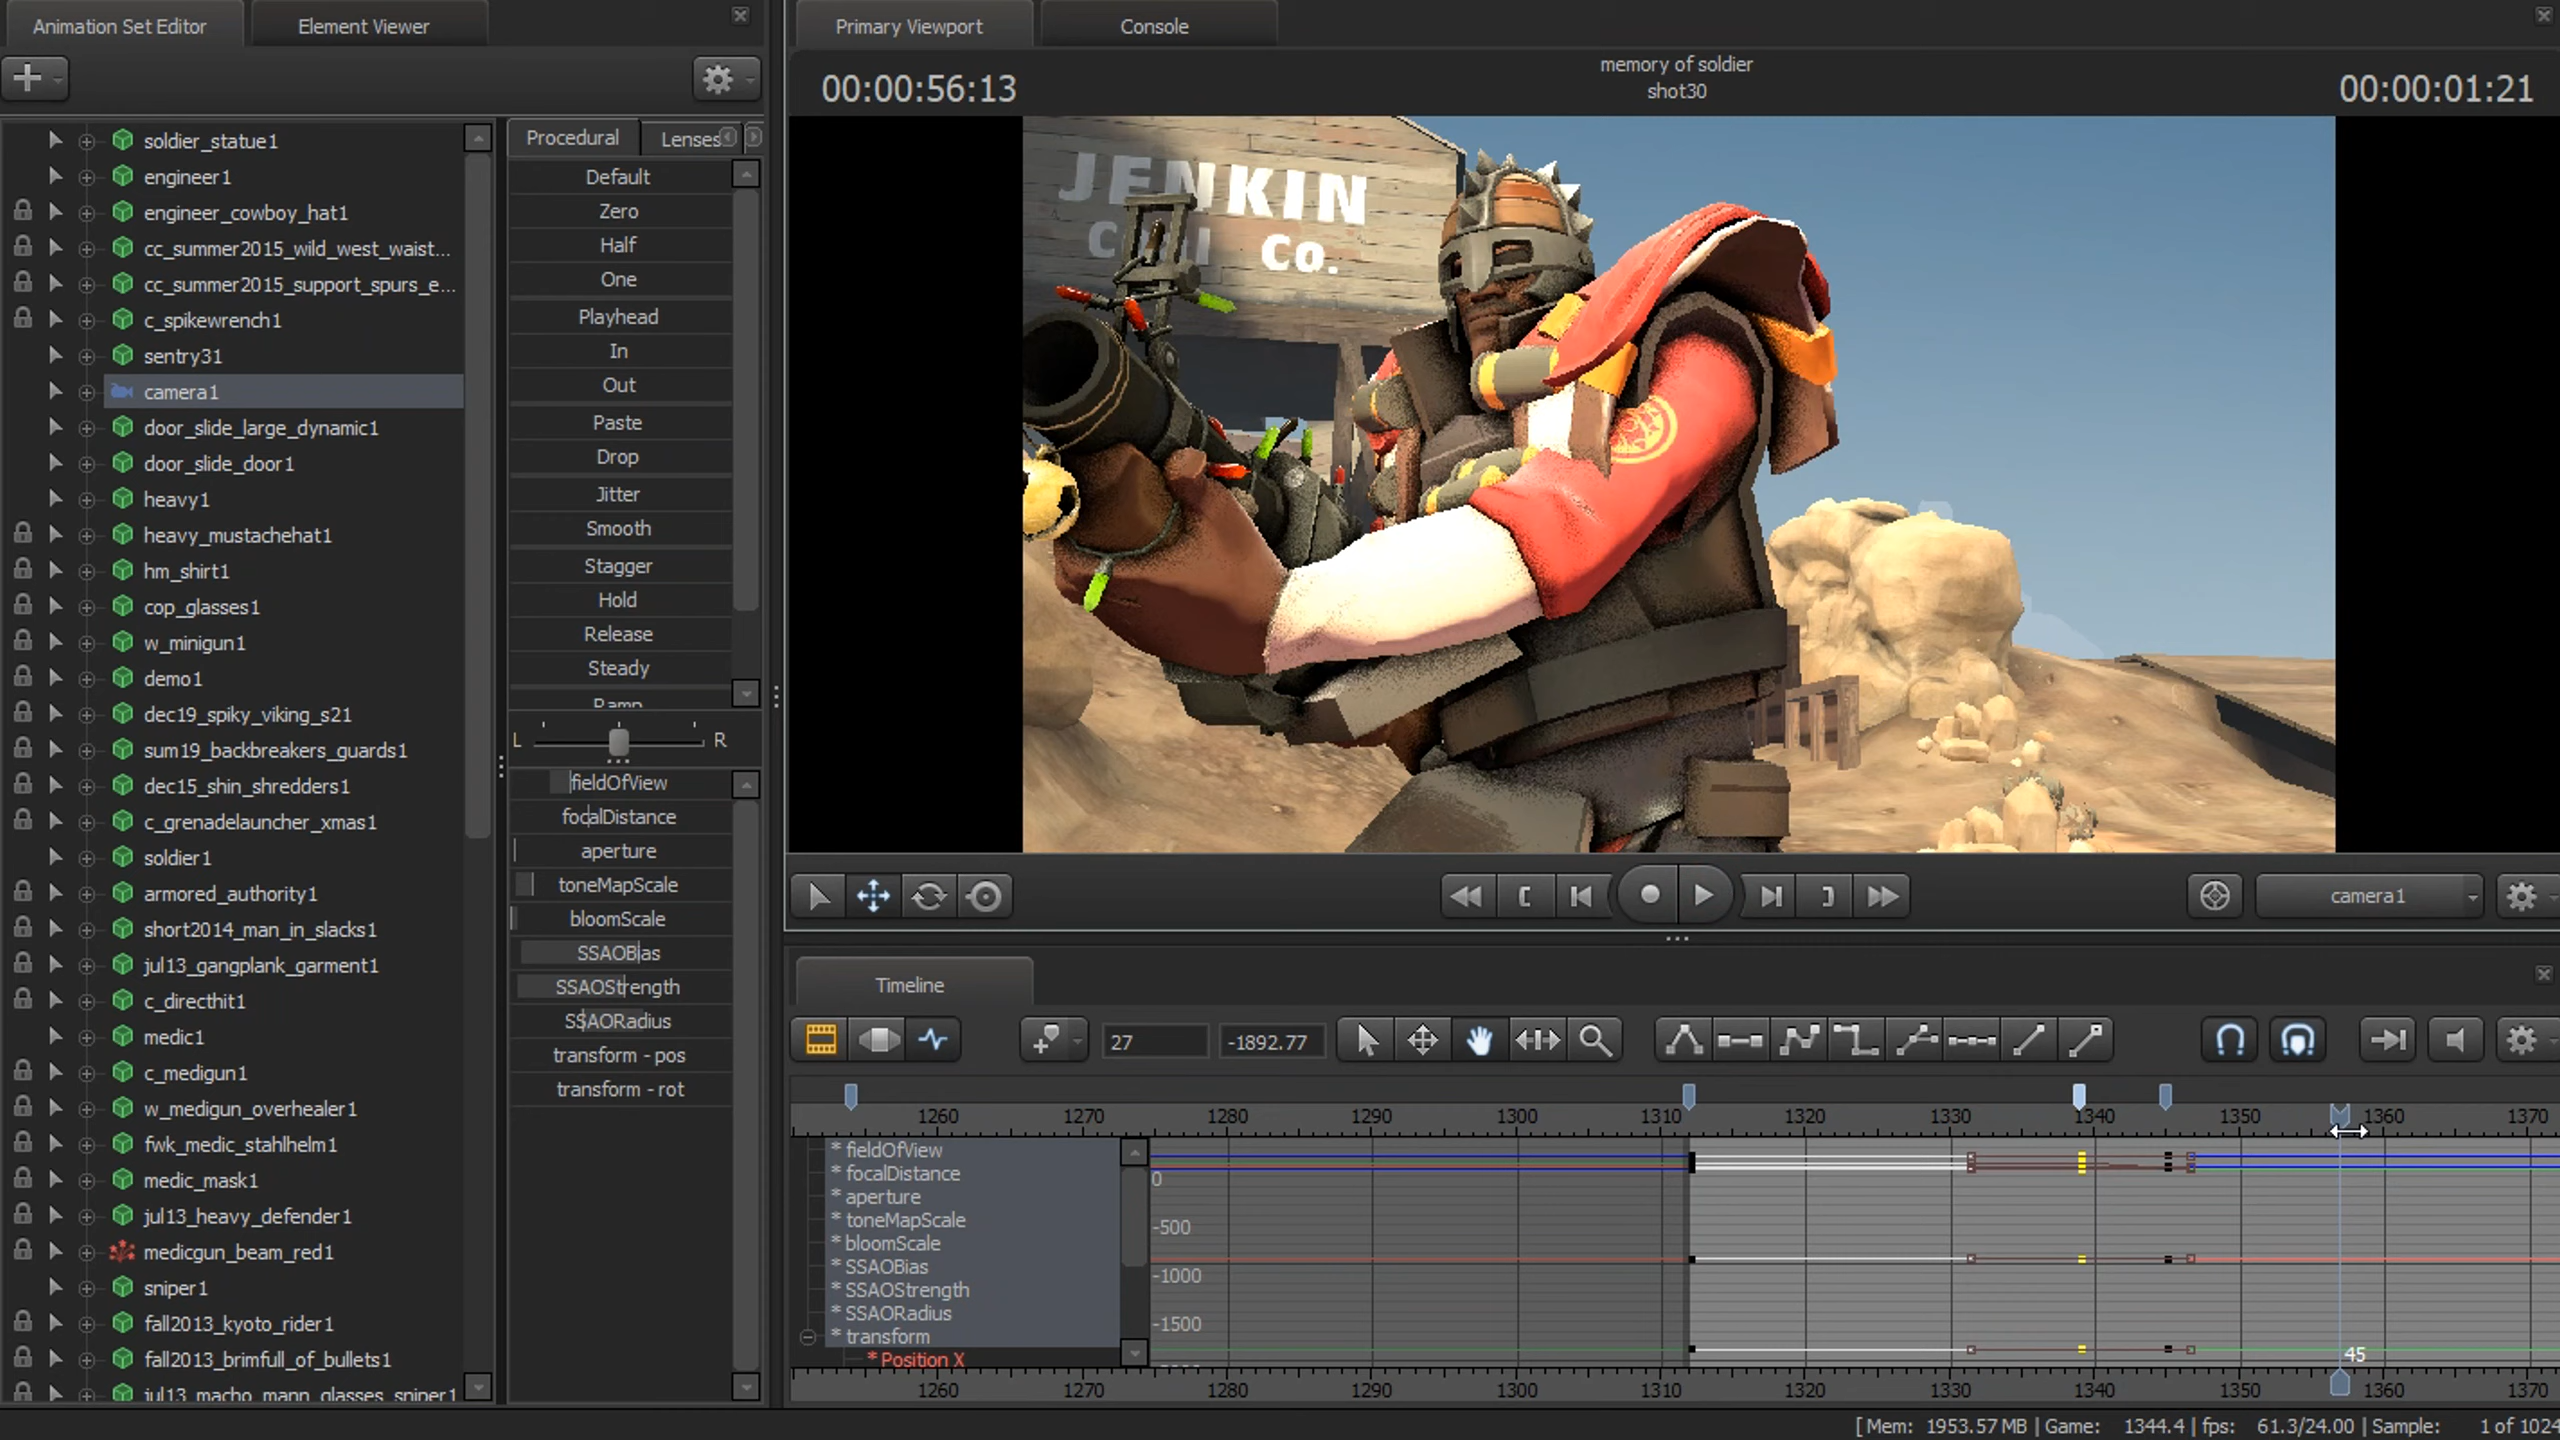 Animation Set Editor
Element Viewer
Primary Viewport
Console
00:00:56:13
memory of soldier
shot30
00:00:01:21
soldier_statue1
engineer1
engineer_cowboy_hat1
cc_summer2015_wild_west_waist...
cc_summer2015_support_spurs_e...
c_spikewrench1
sentry31
camera1
door_slide_large_dynamic1
door_slide_door1
heavy1
heavy_mustachehat1
hm_shirt1
cop_glasses1
w_minigun1
demo1
dec19_spiky_viking_s21
sum19_backbreakers_guards1
dec15_shin_shredders1
c_grenadelauncher_xmas1
soldier1
armored_authority1
short2014_man_in_slacks1
jul13_gangplank_garment1
c_directhit1
medic1
c_medigun1
w_medigun_overhealer1
fwk_medic_stahlhelm1
medic_mask1
jul13_heavy_defender1
medicgun_beam_red1
sniper1
fall2013_kyoto_rider1
fall2013_brimfull_of_bullets1
jul13_macho_mann_glasses_sniper1
Procedural
Lenses
Default
Zero
Half
One
Playhead
In
Out
Paste
Drop
Jitter
Smooth
Stagger
Hold
Release
Steady
Ramp
L
R
fieldOfView
focalDistance
aperture
toneMapScale
bloomScale
SSAOBias
SSAOStrength
SSAORadius
transform - pos
transform - rot
JENKIN
Co.
camera1
Timeline
27
-1892.77
1260 1270 1280 1290 1300 1310 1320 1330 1340 1350 1360 1370
* fieldOfView
* focalDistance
* aperture
* toneMapScale
* bloomScale
* SSAOBias
* SSAOStrength
* SSAORadius
* transform
* Position X
0
-500
-1000
-1500
45
1260 1270 1280 1290 1300 1310 1320 1330 1340 1350 1360 1370
[ Mem: 1953.57 MB | Game: 1344.4 | fps: 61.3/24.00 | Sample: 1 of 1024